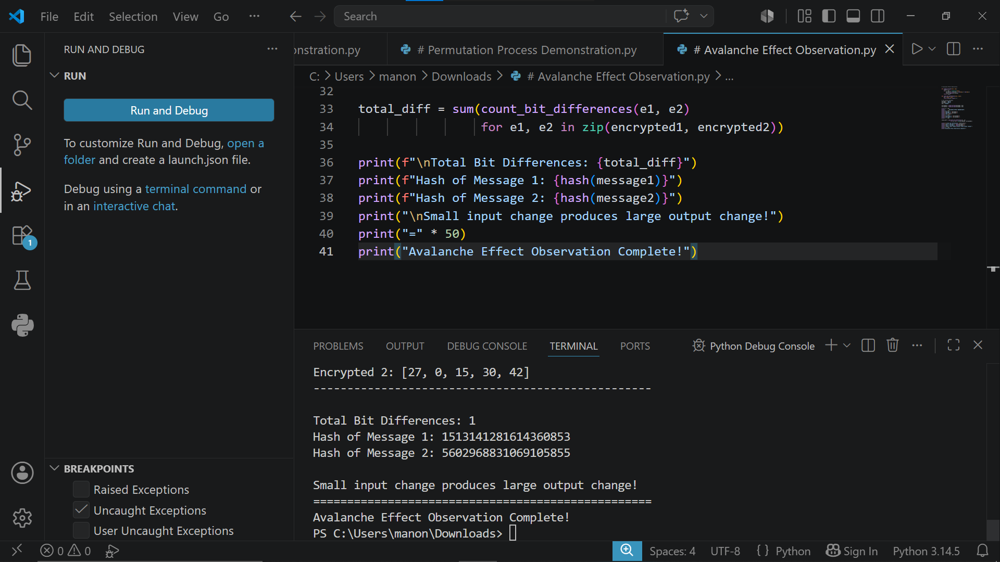 File Edit Selection View Go ...
Search
RUN AND DEBUG ...
RUN
Run and Debug
To customize Run and Debug, open a
folder and create a launch.json file.
Debug using a terminal command or
in an interactive chat.
1
BREAKPOINTS
Raised Exceptions
Uncaught Exceptions
User Uncaught Exceptions
onstration.py # Permutation Process Demonstration.py # Avalanche Effect Observation.py
C: > Users > manon > Downloads > # Avalanche Effect Observation.py > ...
32
33 total_diff = sum(count_bit_differences(e1, e2)
34 for e1, e2 in zip(encrypted1, encrypted2))
35
36 print(f"\nTotal Bit Differences: {total_diff}")
37 print(f"Hash of Message 1: {hash(message1)}")
38 print(f"Hash of Message 2: {hash(message2)}")
39 print("\nSmall input change produces large output change!")
40 print("=" * 50)
41 print("Avalanche Effect Observation Complete!")
PROBLEMS OUTPUT DEBUG CONSOLE TERMINAL PORTS Python Debug Console
Encrypted 2: [27, 0, 15, 30, 42]
--------------------------------------------------
Total Bit Differences: 1
Hash of Message 1: 1513141281614360853
Hash of Message 2: 5602968831069105855
Small input change produces large output change!
==================================================
Avalanche Effect Observation Complete!
PS C:\Users\manon\Downloads>
0 0 Spaces: 4 UTF-8 {} Python Sign In Python 3.14.5